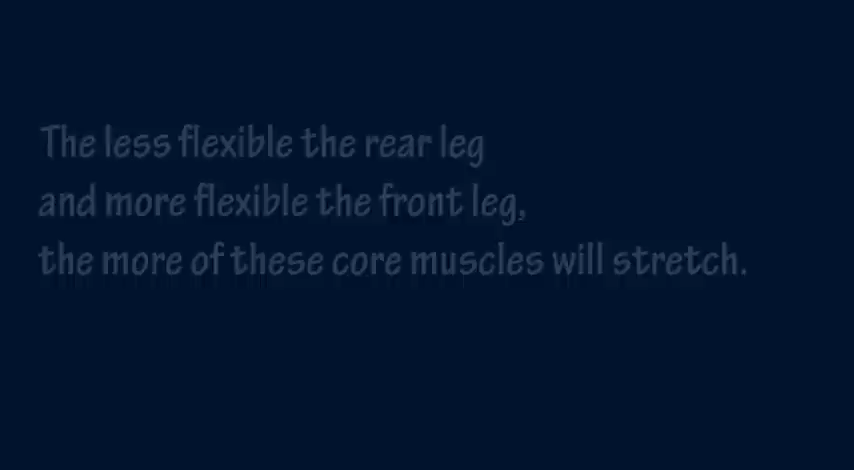 The less flexible the rear leg
and more flexible the front leg,
the more of these core muscles will stretch.